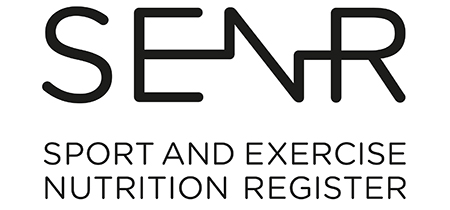 SENR
SPORT AND EXERCISE
NUTRITION REGISTER